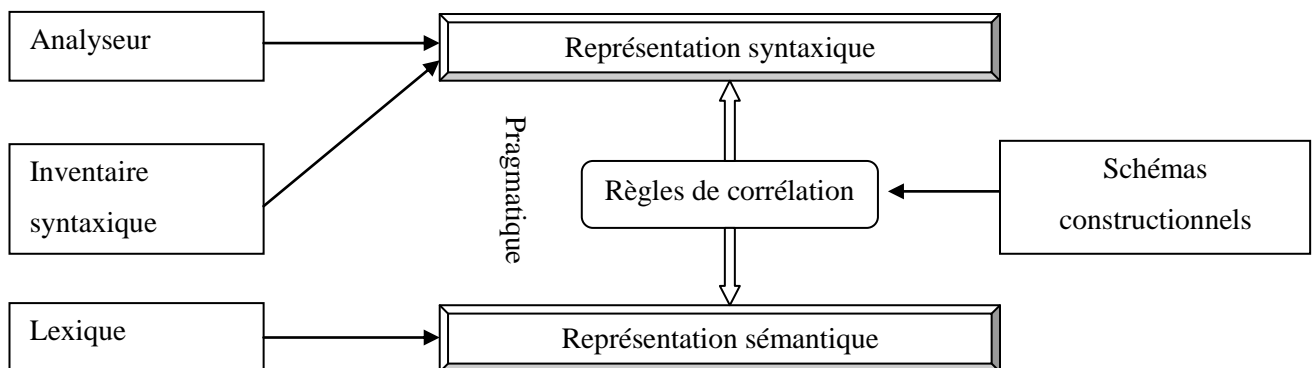 Analyseur
Représentation syntaxique
Inventaire
syntaxique
Pragmatique
Règles de corrélation
Schémas
constructionnels
Lexique
Représentation sémantique